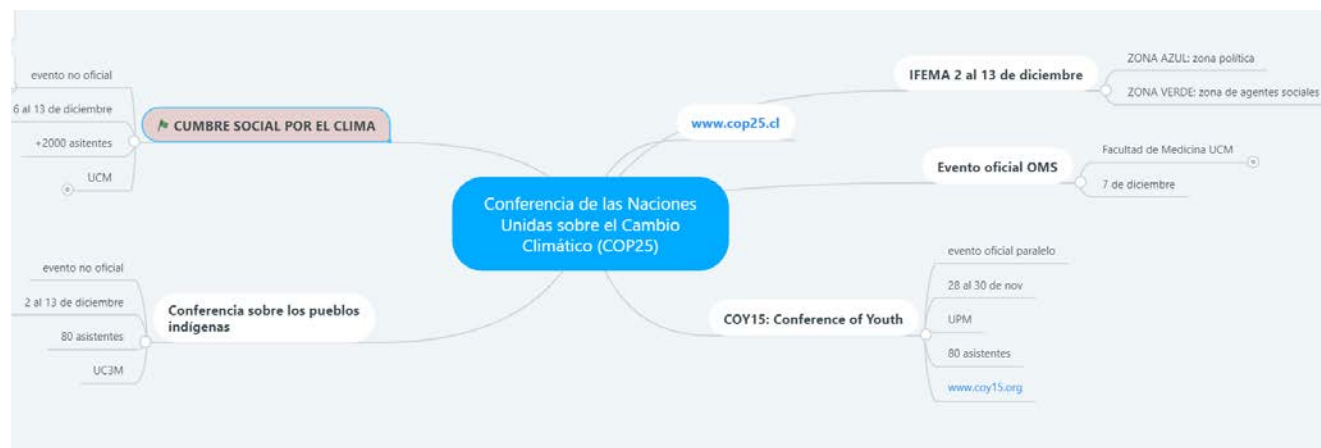 Conferencia de las Naciones
Unidas sobre el Cambio
Climático (COP25)
CUMBRE SOCIAL POR EL CLIMA
evento no oficial
6 al 13 de diciembre
+2000 asitentes
UCM
Conferencia sobre los pueblos
indígenas
evento no oficial
2 al 13 de diciembre
80 asistentes
UC3M
www.cop25.cl
IFEMA 2 al 13 de diciembre
ZONA AZUL: zona política
ZONA VERDE: zona de agentes sociales
Evento oficial OMS
Facultad de Medicina UCM
7 de diciembre
COY15: Conference of Youth
evento oficial paralelo
28 al 30 de nov
UPM
80 asistentes
www.coy15.org